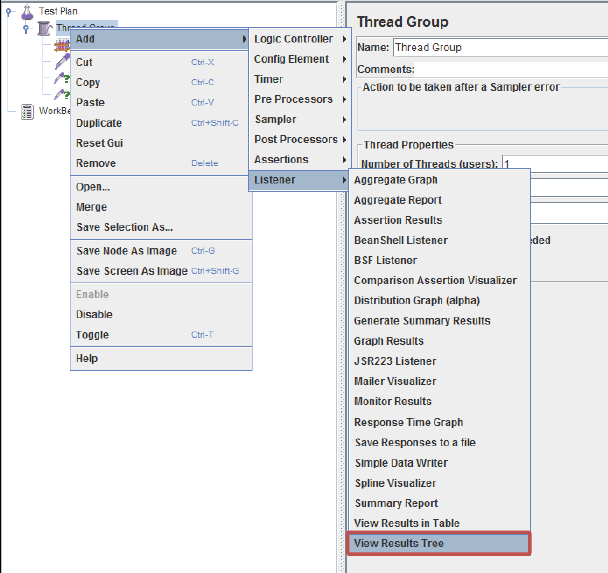 Test Plan
Thread Group
WorkBe
Add
Cut Ctrl-X
Copy Ctrl-C
Paste Ctrl-V
Duplicate Ctrl+Shift-C
Reset Gui
Remove Delete
Open...
Merge
Save Selection As...
Save Node As Image Ctrl-G
Save Screen As Image Ctrl+Shift-G
Enable
Disable
Toggle Ctrl-T
Help
Logic Controller
Config Element
Timer
Pre Processors
Sampler
Post Processors
Assertions
Listener
Aggregate Graph
Aggregate Report
Assertion Results
BeanShell Listener
BSF Listener
Comparison Assertion Visualizer
Distribution Graph (alpha)
Generate Summary Results
Graph Results
JSR223 Listener
Mailer Visualizer
Monitor Results
Response Time Graph
Save Responses to a file
Simple Data Writer
Spline Visualizer
Summary Report
View Results in Table
View Results Tree
Thread Group
Name: Thread Group
Comments:
Action to be taken after a Sampler error
Thread Properties
Number of Threads (users): 1
eded